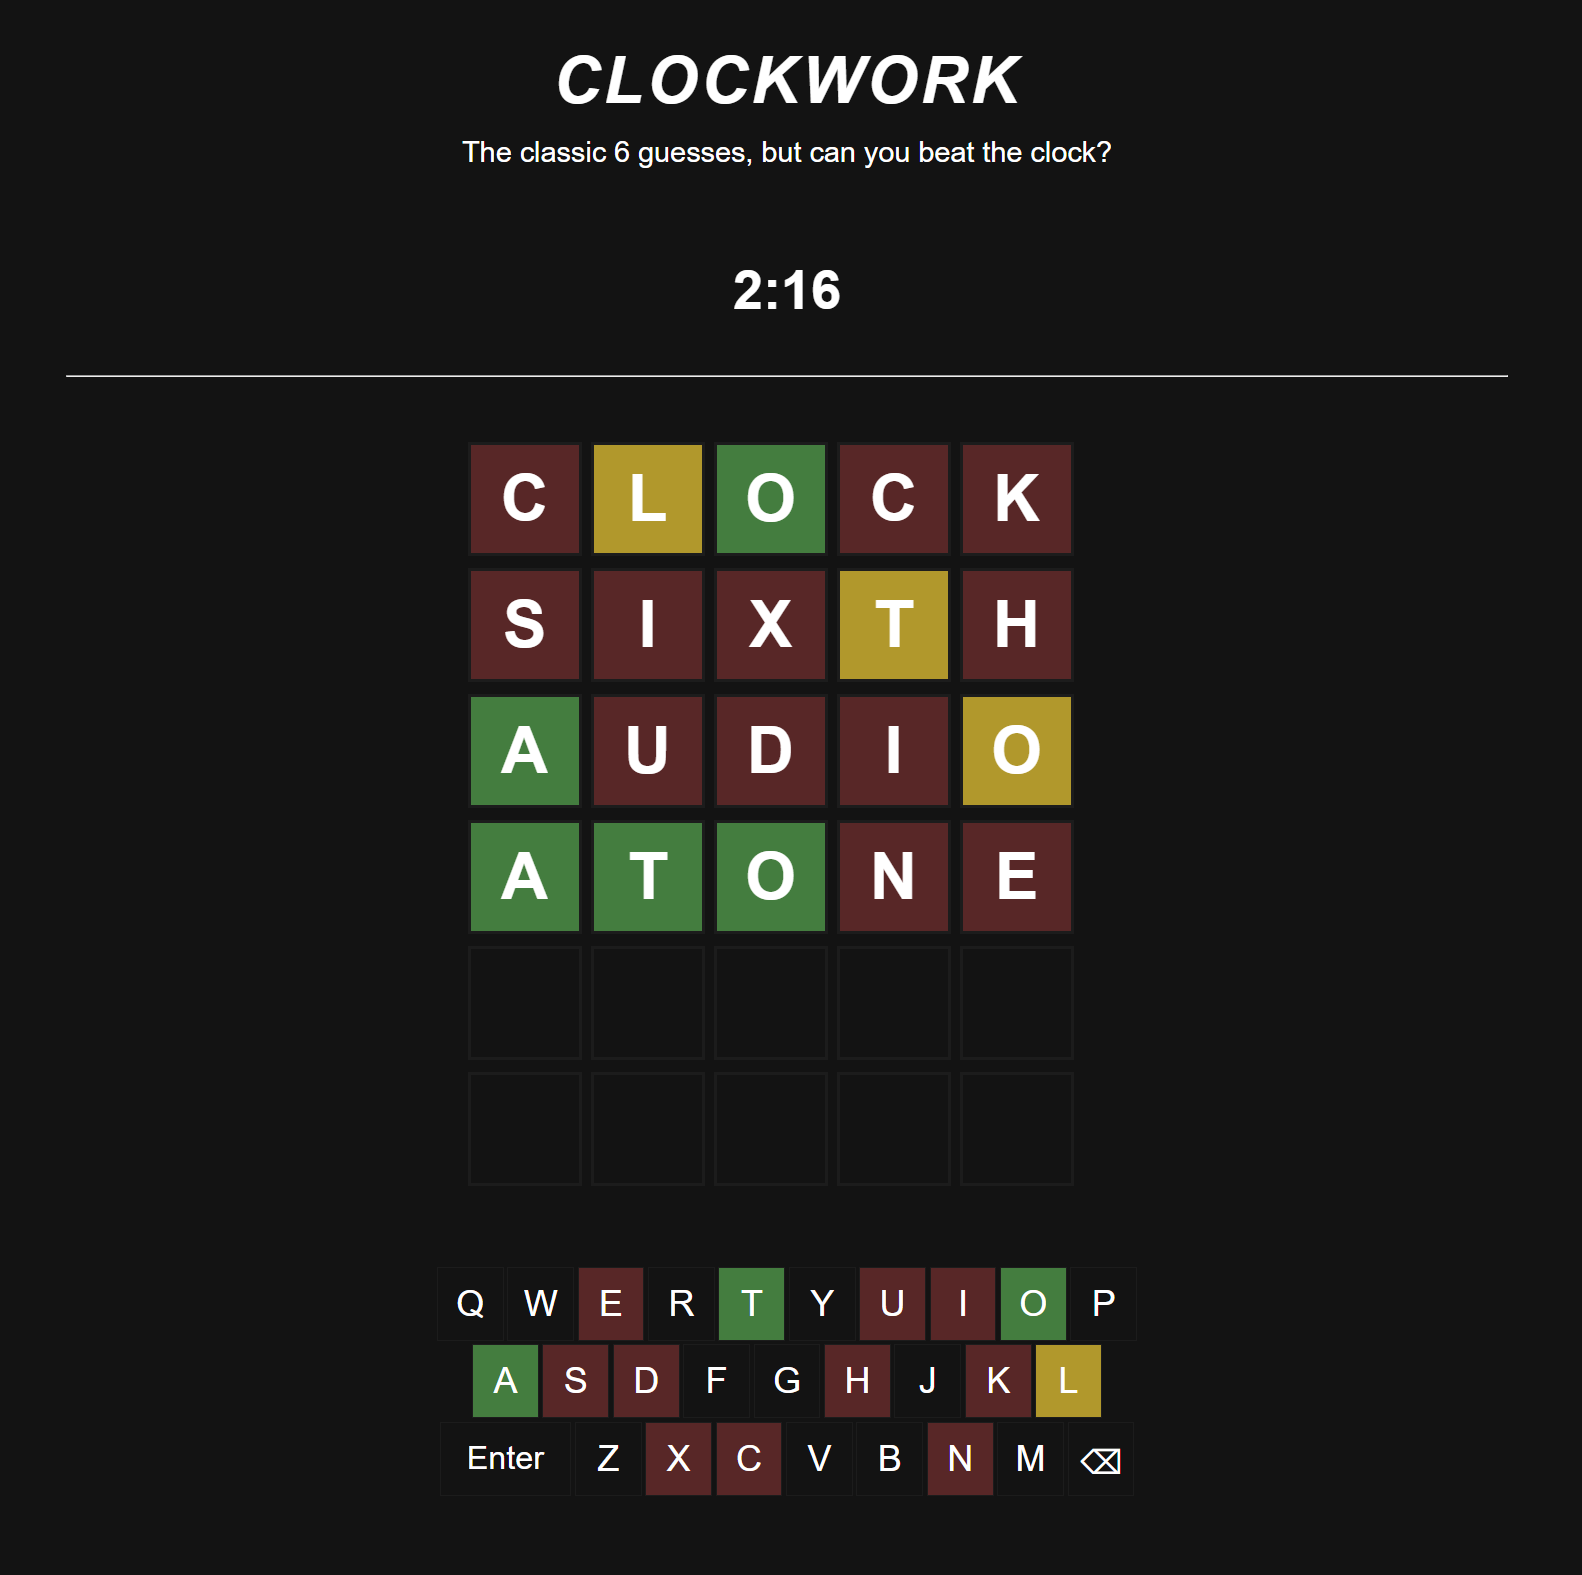 CLOCKWORK
The classic 6 guesses, but can you beat the clock?
2:16
C L O C K
S I X T H
A U D I O
A T O N E
Q W E R T Y U I O P
A S D F G H J K L
Enter Z X C V B N M ⌫